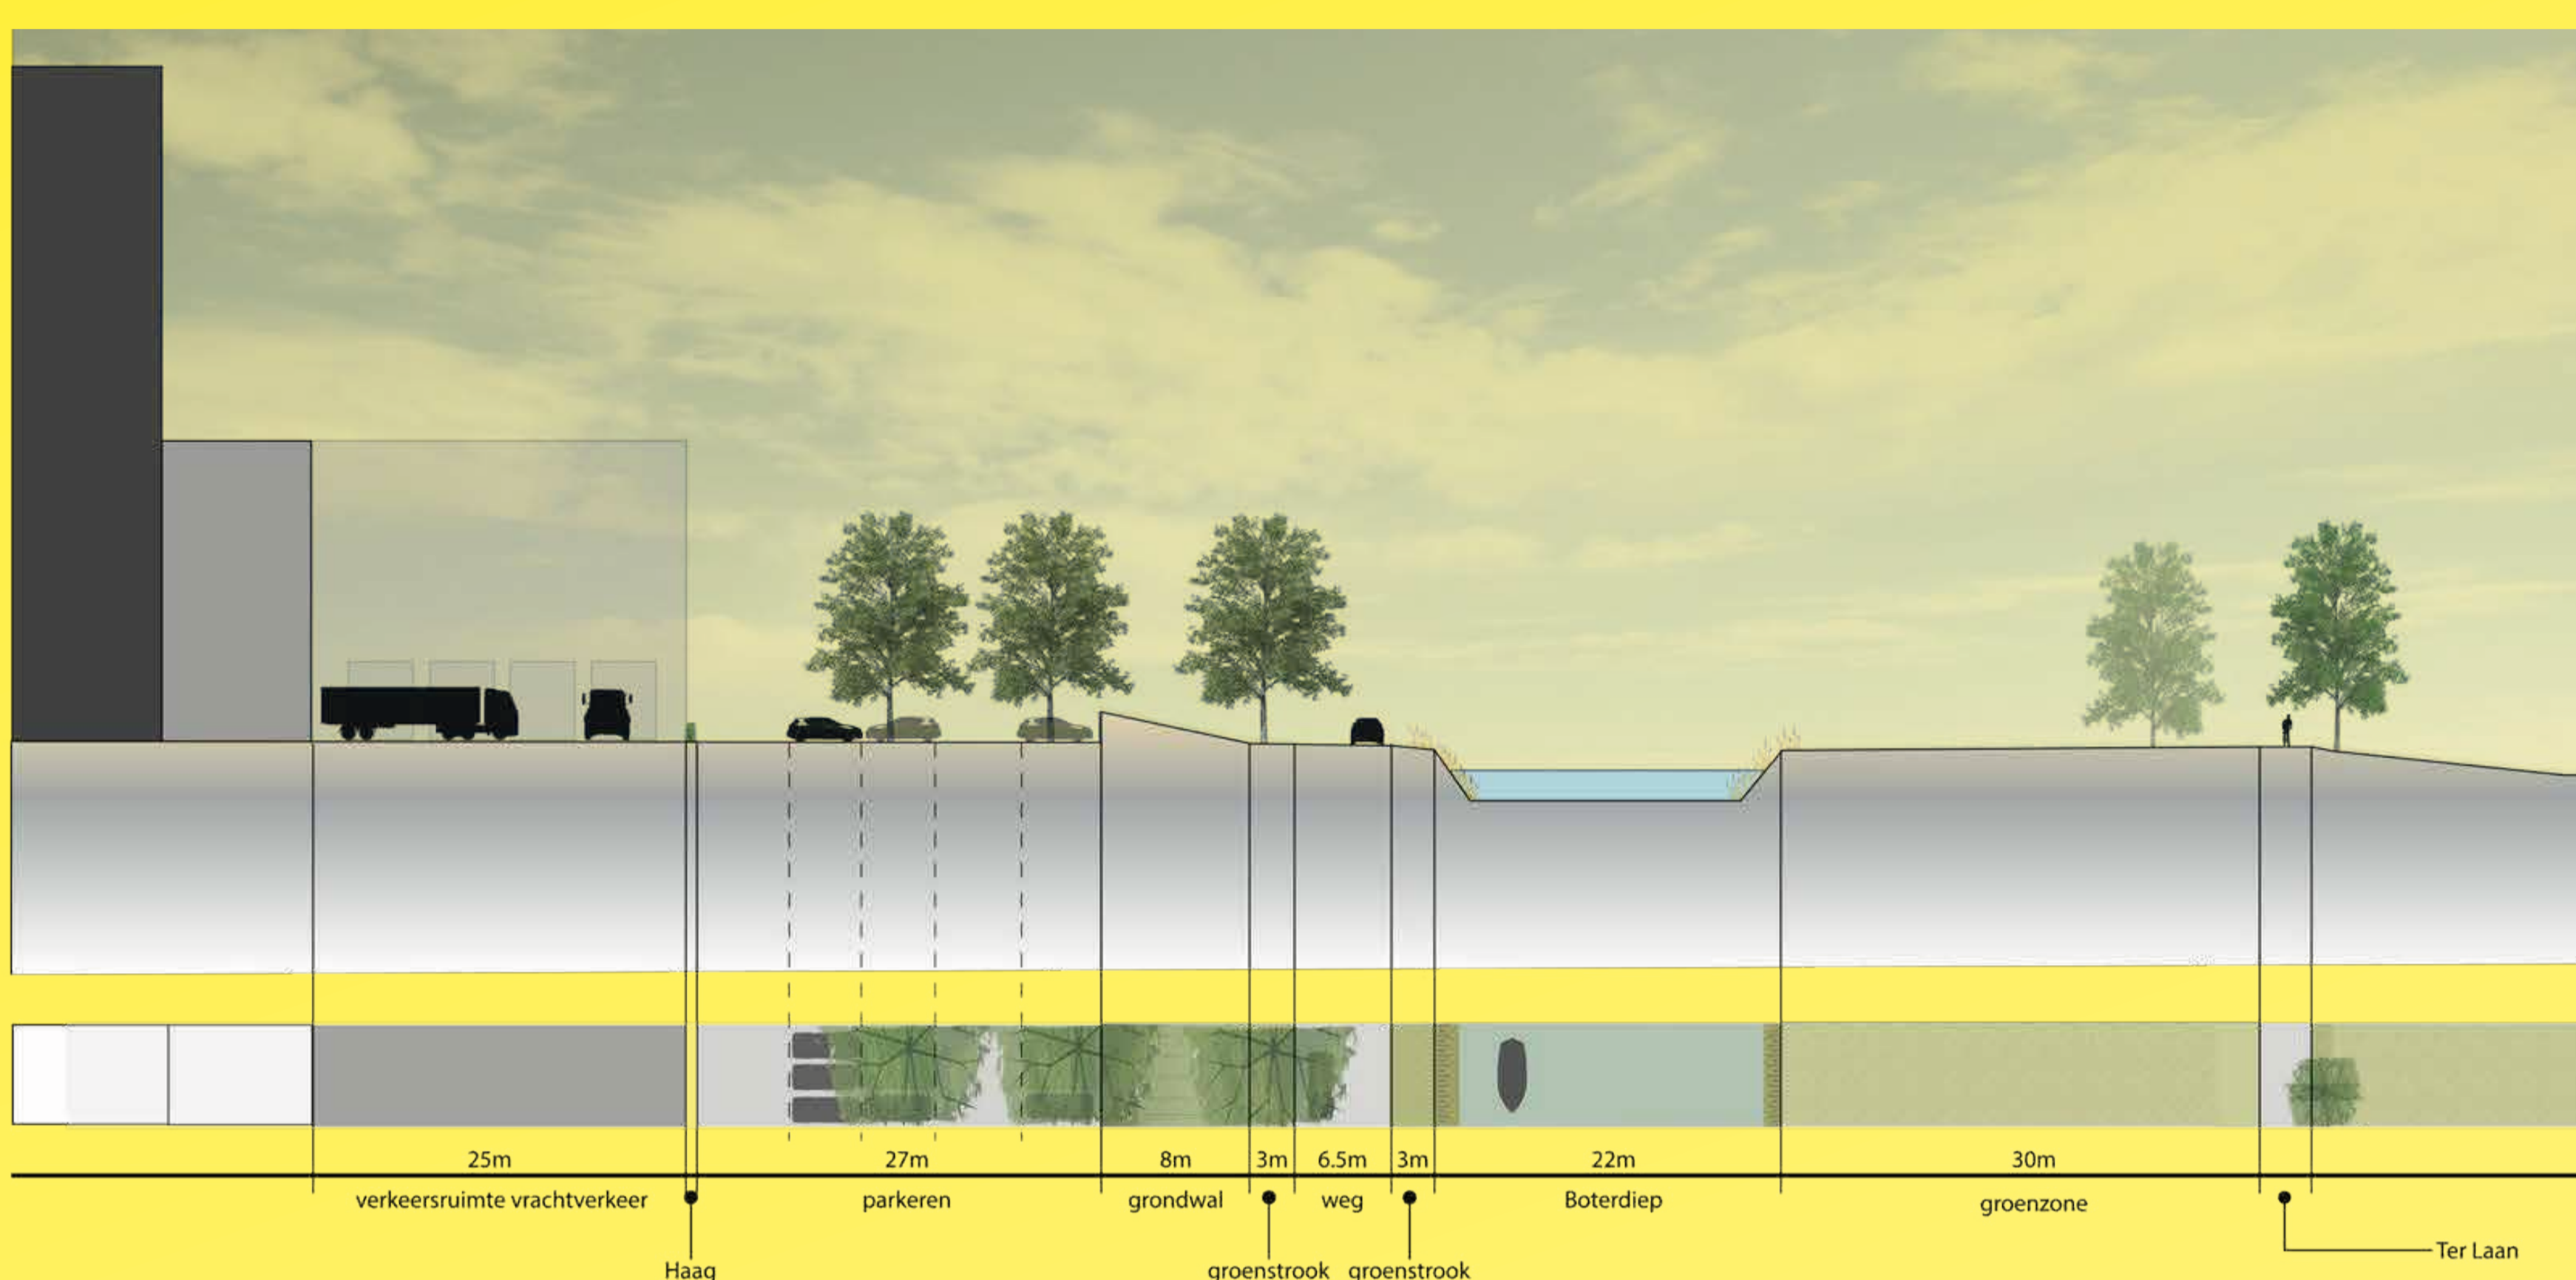 25m 27m 8m 3m 6.5m 3m 22m 30m
verkeersruimte vrachtverkeer parkeren grondwal weg Boterdiep groenzone
Ter Laan
Haag groenstrook groenstrook